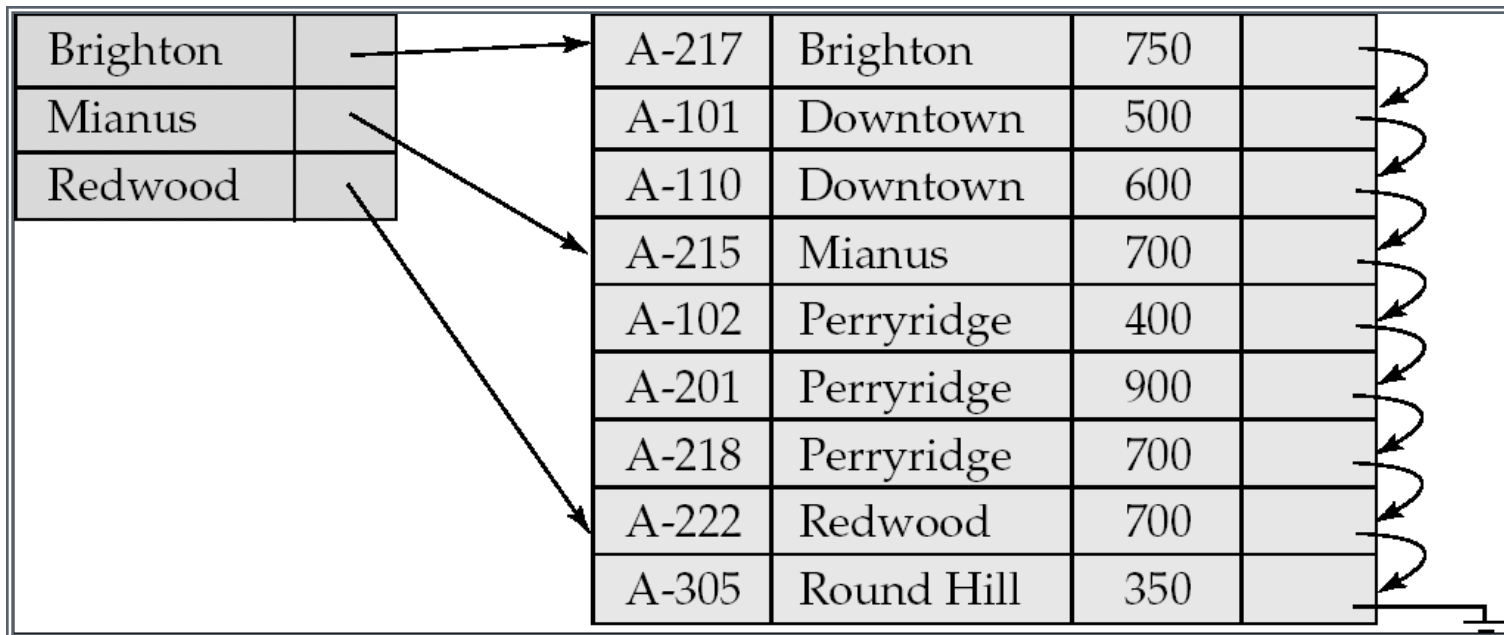 Brighton
Mianus
Redwood
A-217 Brighton 750
A-101 Downtown 500
A-110 Downtown 600
A-215 Mianus 700
A-102 Perryridge 400
A-201 Perryridge 900
A-218 Perryridge 700
A-222 Redwood 700
A-305 Round Hill 350